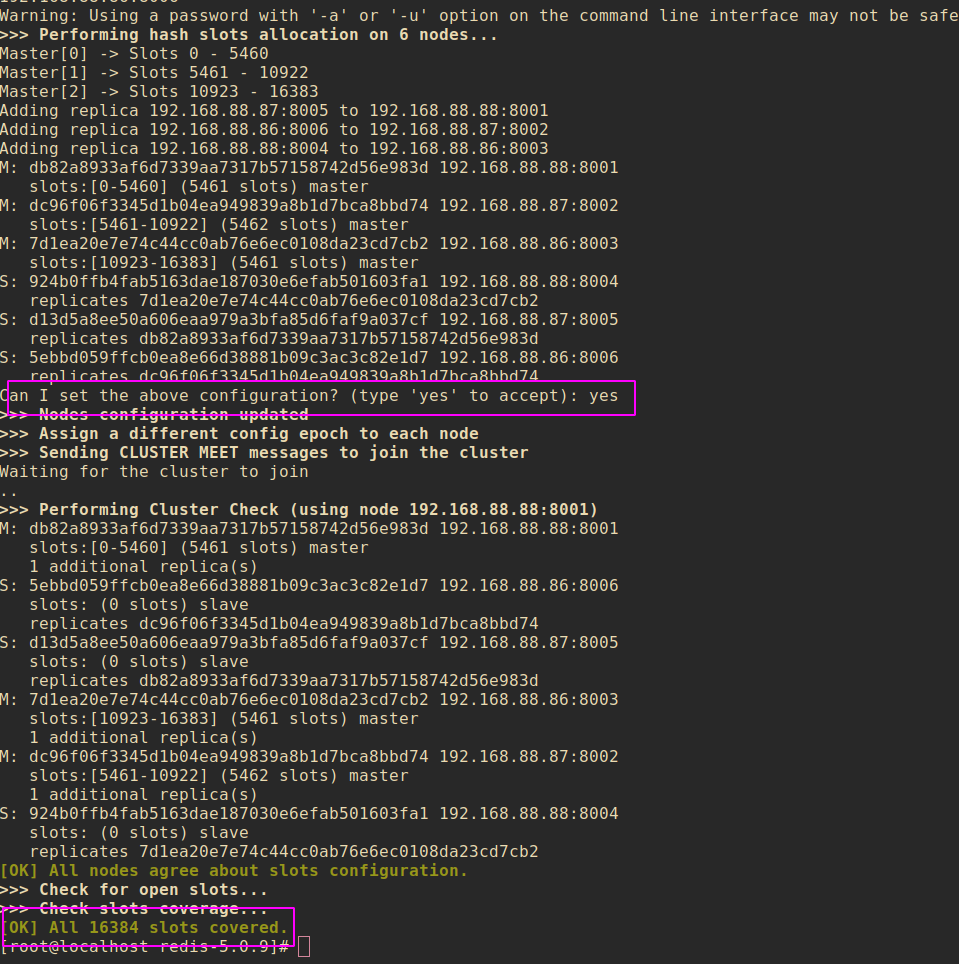 Warning: Using a password with '-a' or '-u' option on the command line interface may not be safe
>>> Performing hash slots allocation on 6 nodes...
Master[0] -> Slots 0 - 5460
Master[1] -> Slots 5461 - 10922
Master[2] -> Slots 10923 - 16383
Adding replica 192.168.88.87:8005 to 192.168.88.88:8001
Adding replica 192.168.88.86:8006 to 192.168.88.87:8002
Adding replica 192.168.88.88:8004 to 192.168.88.86:8003
M: db82a8933af6d7339aa7317b57158742d56e983d 192.168.88.88:8001
slots:[0-5460] (5461 slots) master
M: dc96f06f3345d1b04ea949839a8b1d7bca8bbd74 192.168.88.87:8002
slots:[5461-10922] (5462 slots) master
M: 7d1ea20e7e74c44cc0ab76e6ec0108da23cd7cb2 192.168.88.86:8003
slots:[10923-16383] (5461 slots) master
S: 924b0ffb4fab5163dae187030e6efab501603fa1 192.168.88.88:8004
replicates 7d1ea20e7e74c44cc0ab76e6ec0108da23cd7cb2
S: d13d5a8ee50a606eaa979a3bfa85d6faf9a037cf 192.168.88.87:8005
replicates db82a8933af6d7339aa7317b57158742d56e983d
S: 5ebbd059ffcb0ea8e66d38881b09c3ac3c82e1d7 192.168.88.86:8006
replicates dc96f06f3345d1b04ea949839a8b1d7bca8bbd74
Can I set the above configuration? (type 'yes' to accept): yes
>>> Nodes configuration updated
>>> Assign a different config epoch to each node
>>> Sending CLUSTER MEET messages to join the cluster
Waiting for the cluster to join
..
>>> Performing Cluster Check (using node 192.168.88.88:8001)
M: db82a8933af6d7339aa7317b57158742d56e983d 192.168.88.88:8001
slots:[0-5460] (5461 slots) master
1 additional replica(s)
S: 5ebbd059ffcb0ea8e66d38881b09c3ac3c82e1d7 192.168.88.86:8006
slots: (0 slots) slave
replicates dc96f06f3345d1b04ea949839a8b1d7bca8bbd74
S: d13d5a8ee50a606eaa979a3bfa85d6faf9a037cf 192.168.88.87:8005
slots: (0 slots) slave
replicates db82a8933af6d7339aa7317b57158742d56e983d
M: 7d1ea20e7e74c44cc0ab76e6ec0108da23cd7cb2 192.168.88.86:8003
slots:[10923-16383] (5461 slots) master
1 additional replica(s)
M: dc96f06f3345d1b04ea949839a8b1d7bca8bbd74 192.168.88.87:8002
slots:[5461-10922] (5462 slots) master
1 additional replica(s)
S: 924b0ffb4fab5163dae187030e6efab501603fa1 192.168.88.88:8004
slots: (0 slots) slave
replicates 7d1ea20e7e74c44cc0ab76e6ec0108da23cd7cb2
[OK] All nodes agree about slots configuration.
>>> Check for open slots...
>>> Check slots coverage...
[OK] All 16384 slots covered.
[root@localhost redis-5.0.9]#